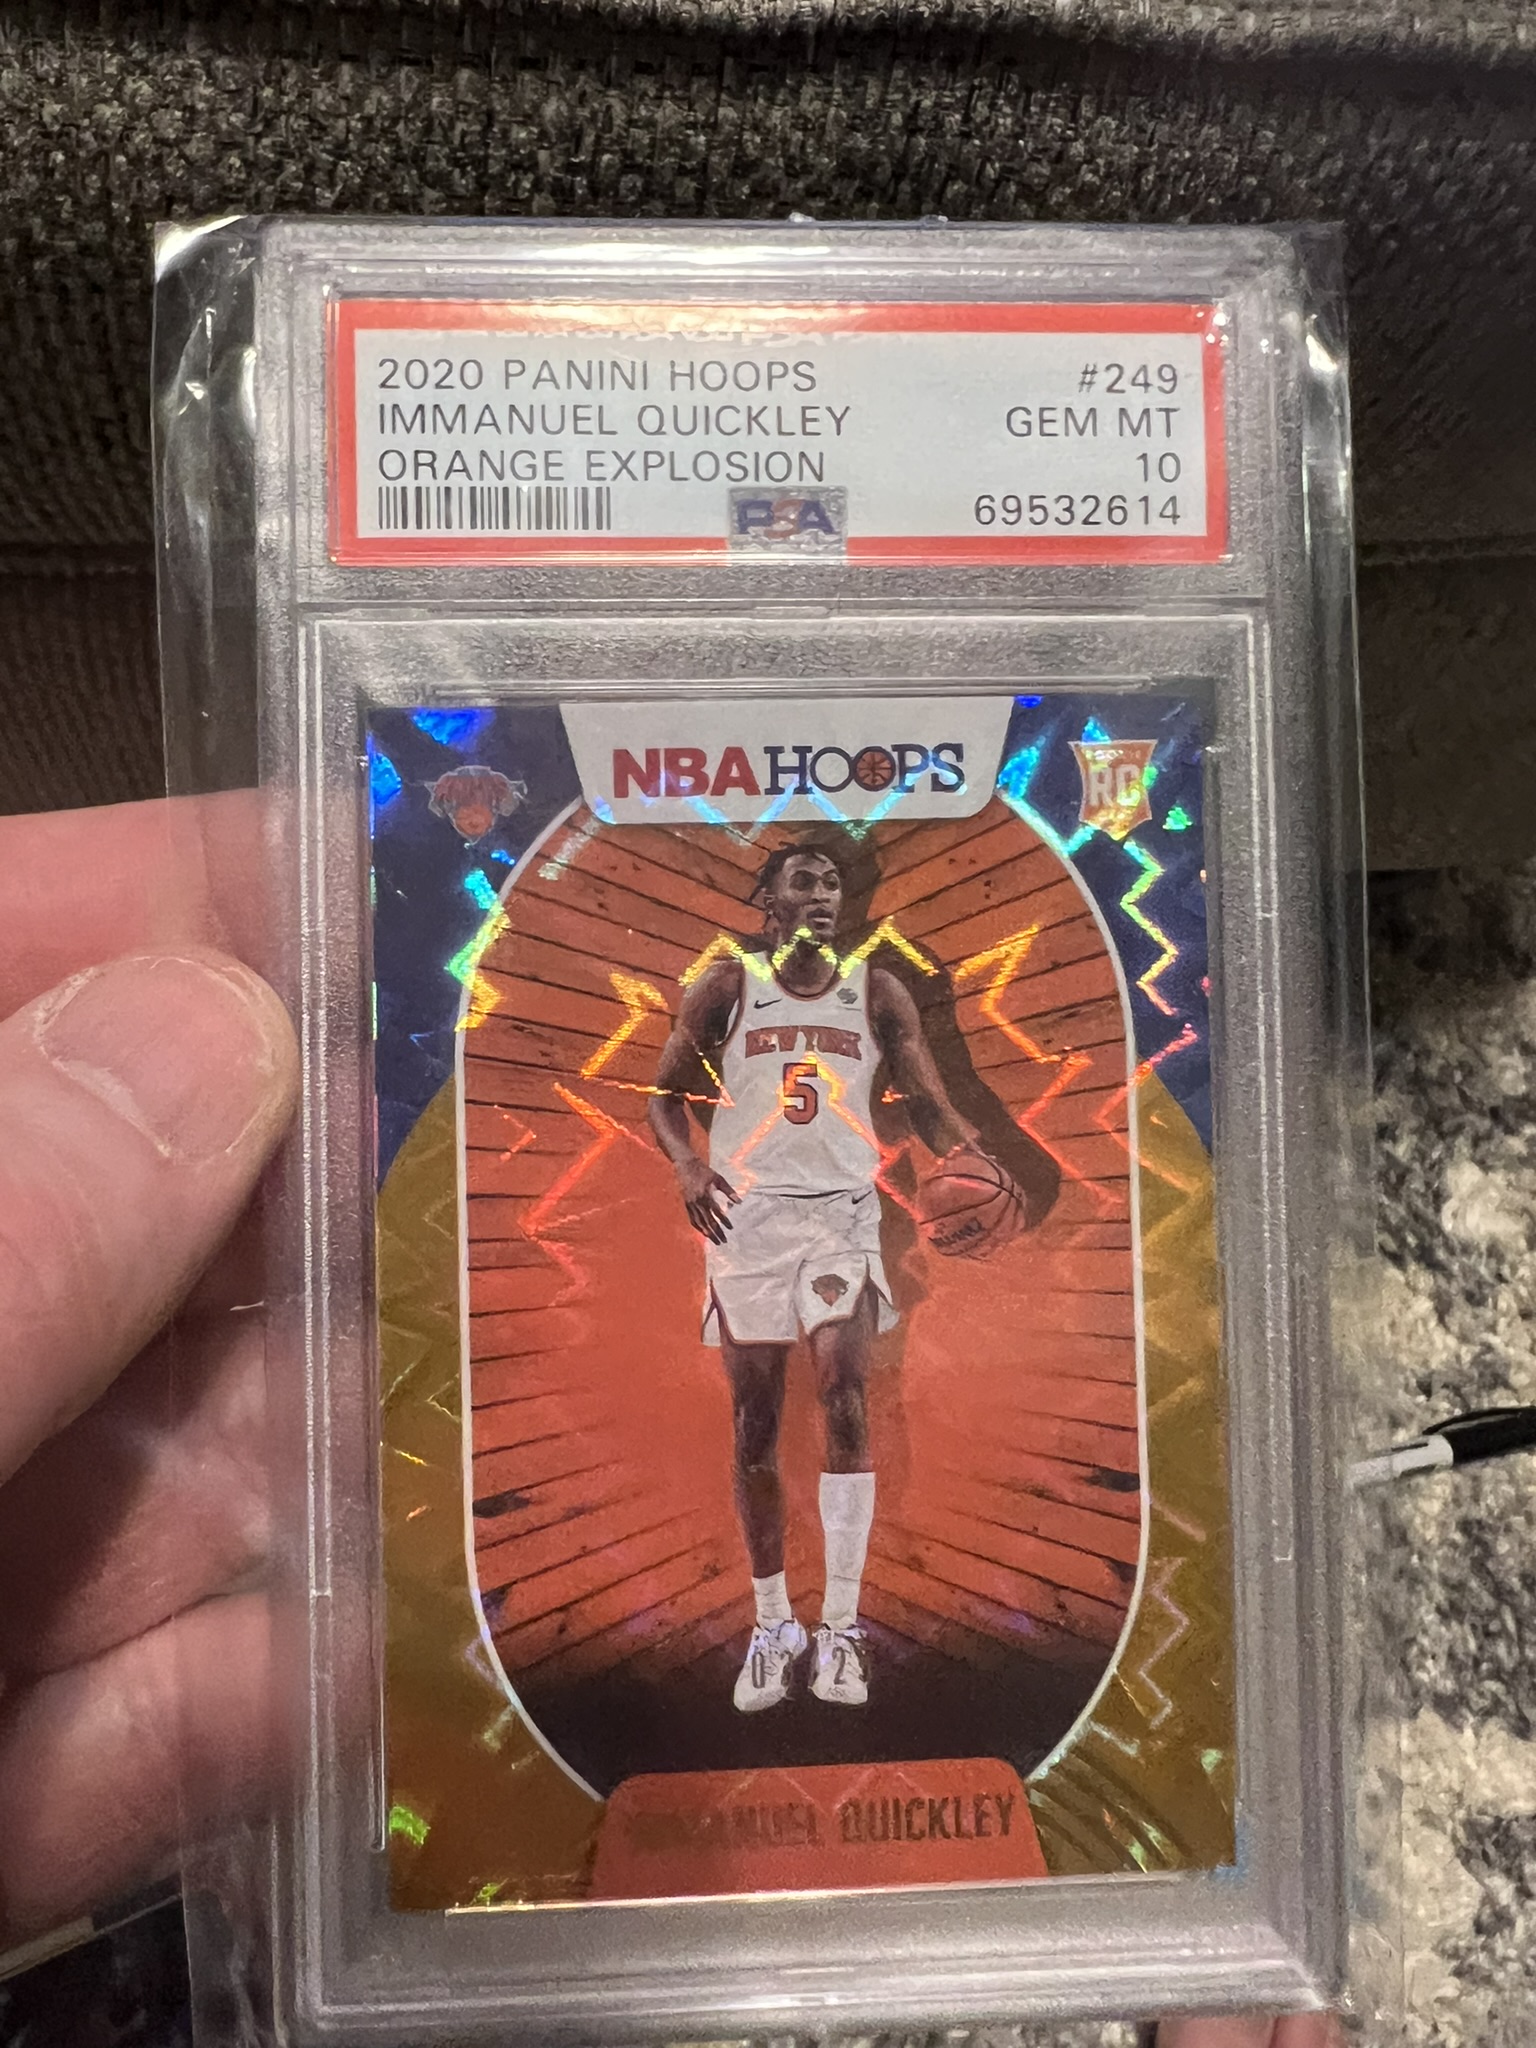 2020 PANINI HOOPS #249
IMMANUEL QUICKLEY GEM MT
ORANGE EXPLOSION 10
PSA 69532614
NBA HOOPS
RC
NEW YORK
5
QUICKLEY